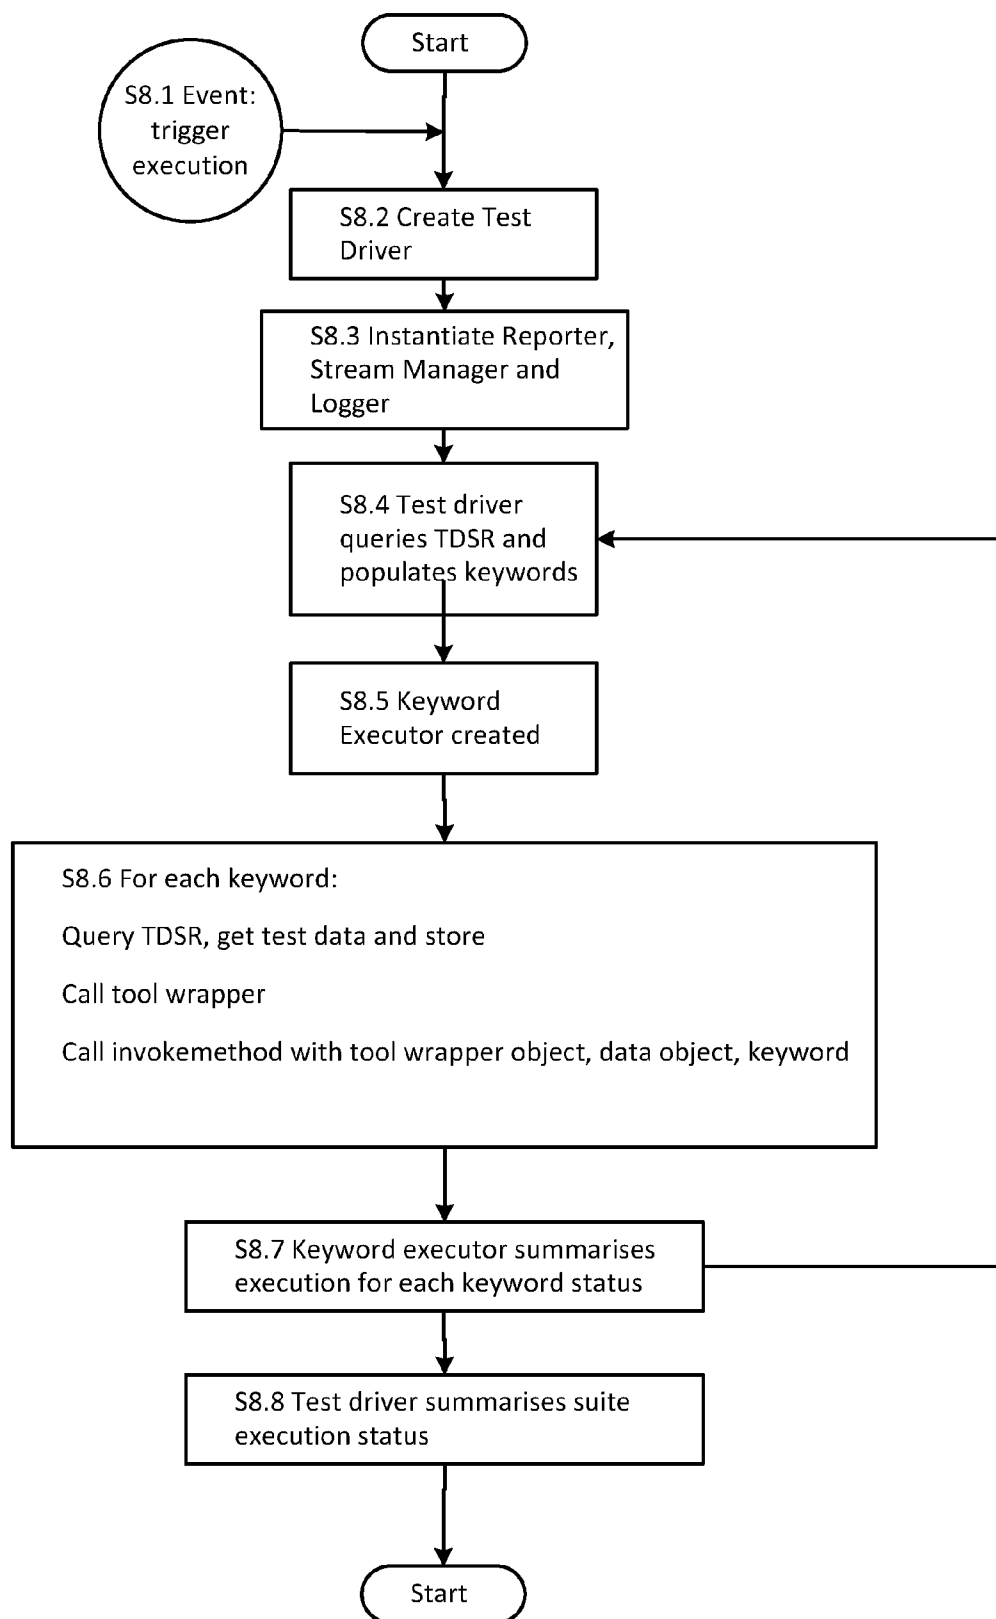 Start
S8.1 Event:
trigger
execution
S8.2 Create Test
Driver
S8.3 Instantiate Reporter,
Stream Manager and
Logger
S8.4 Test driver
queries TDSR and
populates keywords
S8.5 Keyword
Executor created
S8.6 For each keyword:
Query TDSR, get test data and store
Call tool wrapper
Call invokemethod with tool wrapper object, data object, keyword
S8.7 Keyword executor summarises
execution for each keyword status
S8.8 Test driver summarises suite
execution status
Start